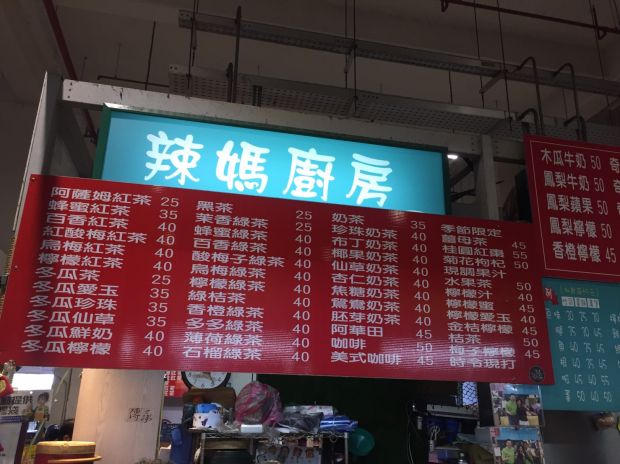 辣媽廚房
阿薩姆紅茶 25
蜂蜜紅茶 35
百香紅茶 40
紅酸梅紅茶 40
烏梅紅茶 40
檸檬紅茶 40
冬瓜茶 25
冬瓜愛玉 35
冬瓜珍珠 35
冬瓜仙草 35
冬瓜鮮奶 40
冬瓜檸檬 40
黑茶 25
茉香綠茶 25
蜂蜜綠茶 35
百香綠茶 40
酸梅子綠茶 40
烏梅綠茶 40
檸檬綠茶 40
綠桔茶 40
香橙綠茶 40
多多綠茶 40
薄荷綠茶 40
石榴綠茶 40
奶茶 35
珍珠奶茶 40
布丁奶茶 40
椰果奶茶 40
仙草奶茶 40
杏仁奶茶 40
焦糖奶茶 40
鴛鴦奶茶 40
胚芽奶茶 40
阿華田 40
咖啡 50
美式咖啡 45
季節限定
薑母茶 45
桂圓紅棗 55
菊花枸杞 45
現調果汁
水果茶 50
檸檬汁 40
檸檬蜜 45
檸檬愛玉 45
金桔檸檬 45
桔茶 50
梅子檸檬 45
時令現打
木瓜牛奶 50
鳳梨牛奶 50
鳳梨蘋果 50
鳳梨檸檬 50
香橙檸檬 45